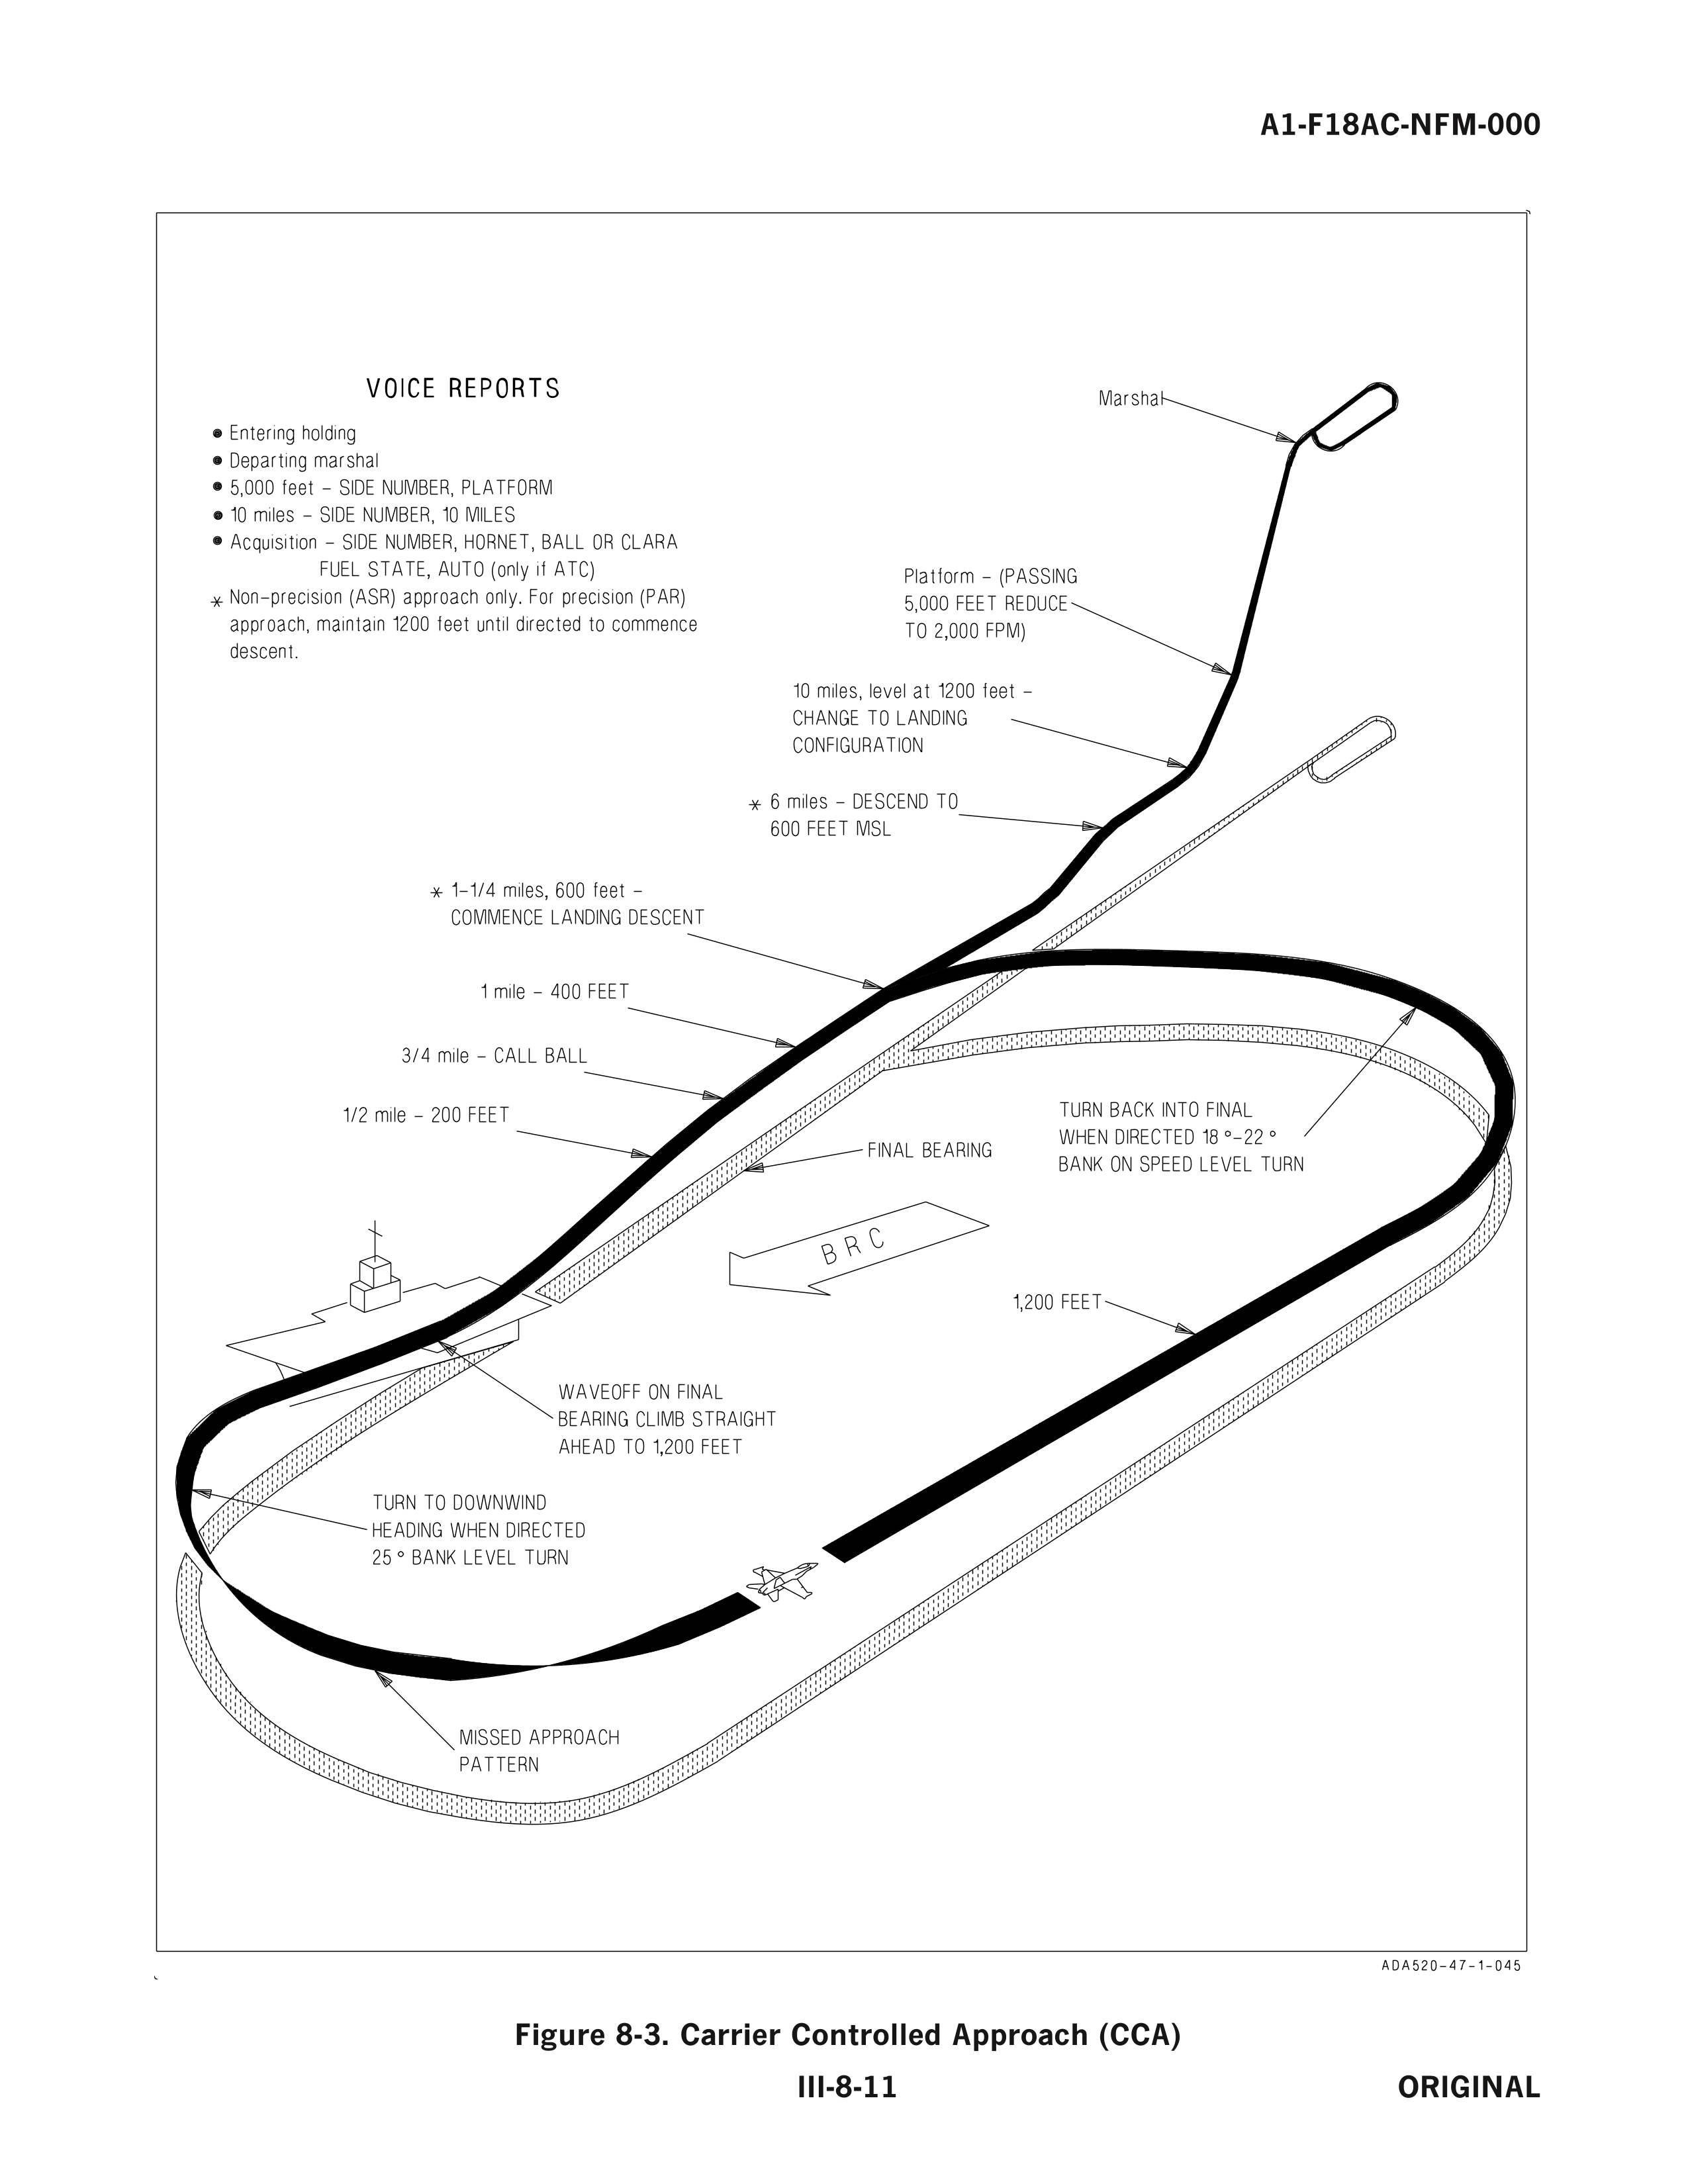 A1-F18AC-NFM-000
VOICE REPORTS
● Entering holding
● Departing marshal
● 5,000 feet – SIDE NUMBER, PLATFORM
● 10 miles – SIDE NUMBER, 10 MILES
● Acquisition – SIDE NUMBER, HORNET, BALL OR CLARA
FUEL STATE, AUTO (only if ATC)
* Non-precision (ASR) approach only. For precision (PAR)
approach, maintain 1200 feet until directed to commence
descent.
Marshal
Platform – (PASSING
5,000 FEET REDUCE
TO 2,000 FPM)
10 miles, level at 1200 feet –
CHANGE TO LANDING
CONFIGURATION
* 6 miles – DESCEND TO
600 FEET MSL
* 1-1/4 miles, 600 feet –
COMMENCE LANDING DESCENT
1 mile – 400 FEET
3/4 mile – CALL BALL
1/2 mile – 200 FEET
FINAL BEARING
TURN BACK INTO FINAL
WHEN DIRECTED 18°-22°
BANK ON SPEED LEVEL TURN
BRC
1,200 FEET
WAVEOFF ON FINAL
BEARING CLIMB STRAIGHT
AHEAD TO 1,200 FEET
TURN TO DOWNWIND
HEADING WHEN DIRECTED
25° BANK LEVEL TURN
MISSED APPROACH
PATTERN
ADA520-47-1-045
Figure 8-3. Carrier Controlled Approach (CCA)
III-8-11
ORIGINAL